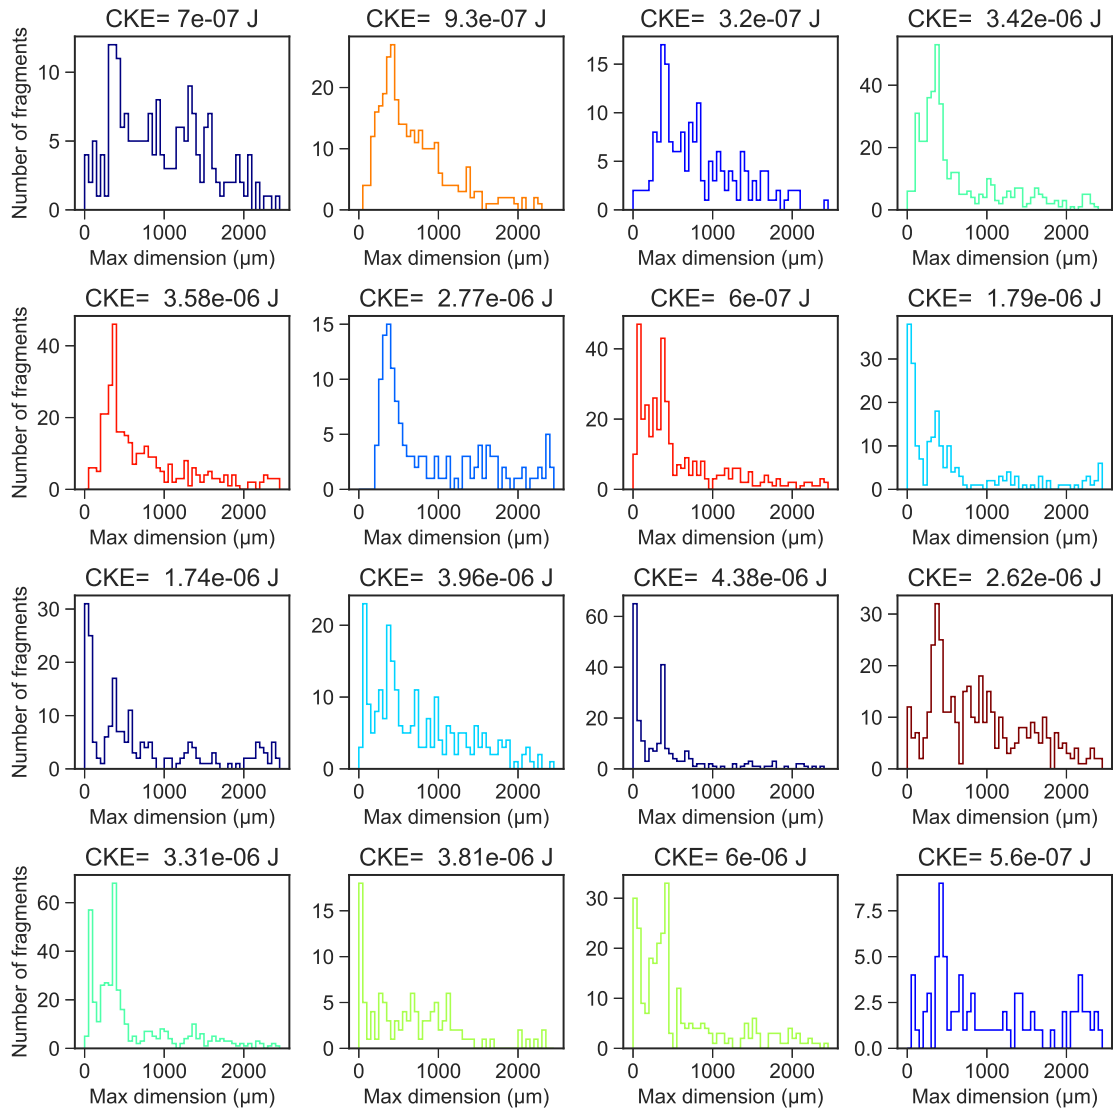 CKE= 7e-07 J
CKE= 9.3e-07 J
CKE= 3.2e-07 J
CKE= 3.42e-06 J
Number of fragments
10
5
0
20
10
0
15
10
5
0
40
20
0
0 1000 2000
0 1000 2000
0 1000 2000
0 1000 2000
Max dimension (μm)
Max dimension (μm)
Max dimension (μm)
Max dimension (μm)
CKE= 3.58e-06 J
CKE= 2.77e-06 J
CKE= 6e-07 J
CKE= 1.79e-06 J
Number of fragments
40
20
0
15
10
5
0
40
20
0
30
20
10
0
0 1000 2000
0 1000 2000
0 1000 2000
0 1000 2000
Max dimension (μm)
Max dimension (μm)
Max dimension (μm)
Max dimension (μm)
CKE= 1.74e-06 J
CKE= 3.96e-06 J
CKE= 4.38e-06 J
CKE= 2.62e-06 J
Number of fragments
30
20
10
0
20
10
0
60
40
20
0
30
20
10
0
0 1000 2000
0 1000 2000
0 1000 2000
0 1000 2000
Max dimension (μm)
Max dimension (μm)
Max dimension (μm)
Max dimension (μm)
CKE= 3.31e-06 J
CKE= 3.81e-06 J
CKE= 6e-06 J
CKE= 5.6e-07 J
Number of fragments
60
40
20
0
15
10
5
0
30
20
10
0
7.5
5.0
2.5
0.0
0 1000 2000
0 1000 2000
0 1000 2000
0 1000 2000
Max dimension (μm)
Max dimension (μm)
Max dimension (μm)
Max dimension (μm)